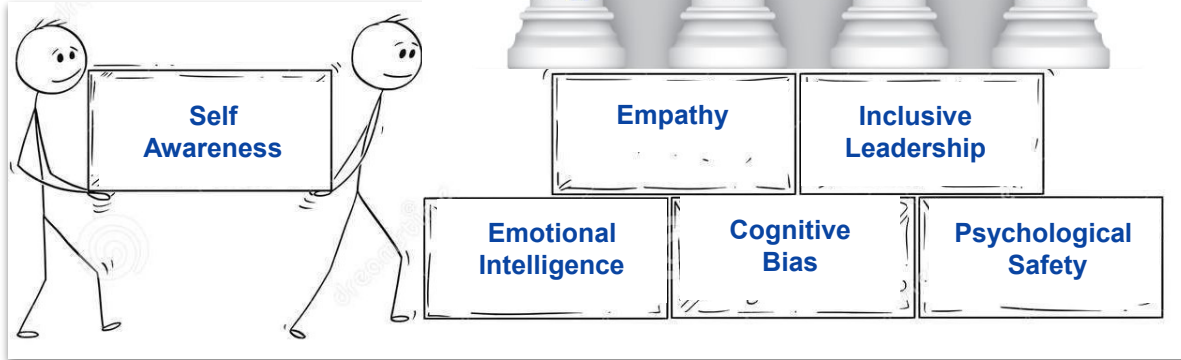 Self
Awareness
Empathy
Inclusive
Leadership
Emotional
Intelligence
Cognitive
Bias
Psychological
Safety